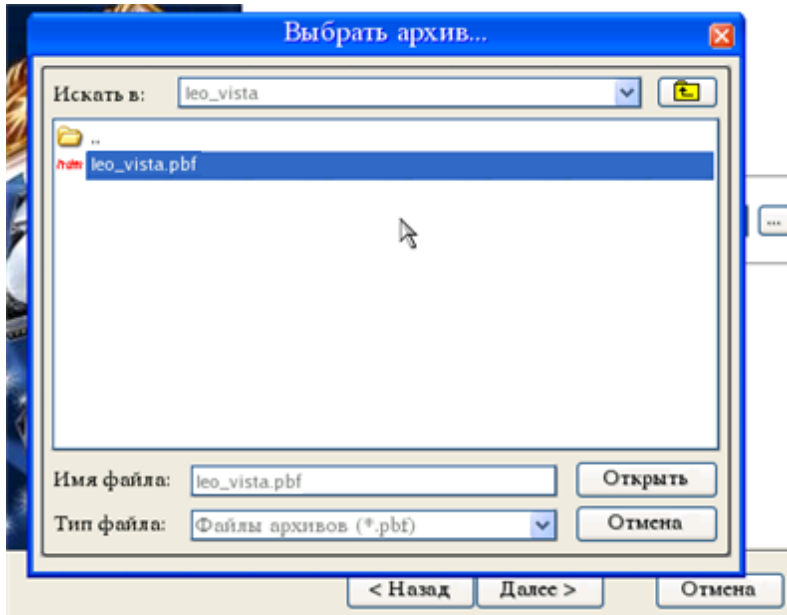 Выбрать архив...
Искать в: leo_vista
..
leo_vista.pbf
...
Имя файла: leo_vista.pbf Открыть
Тип файла: Файлы архивов (*.pbf) Отмена
< Назад Далее > Отмена